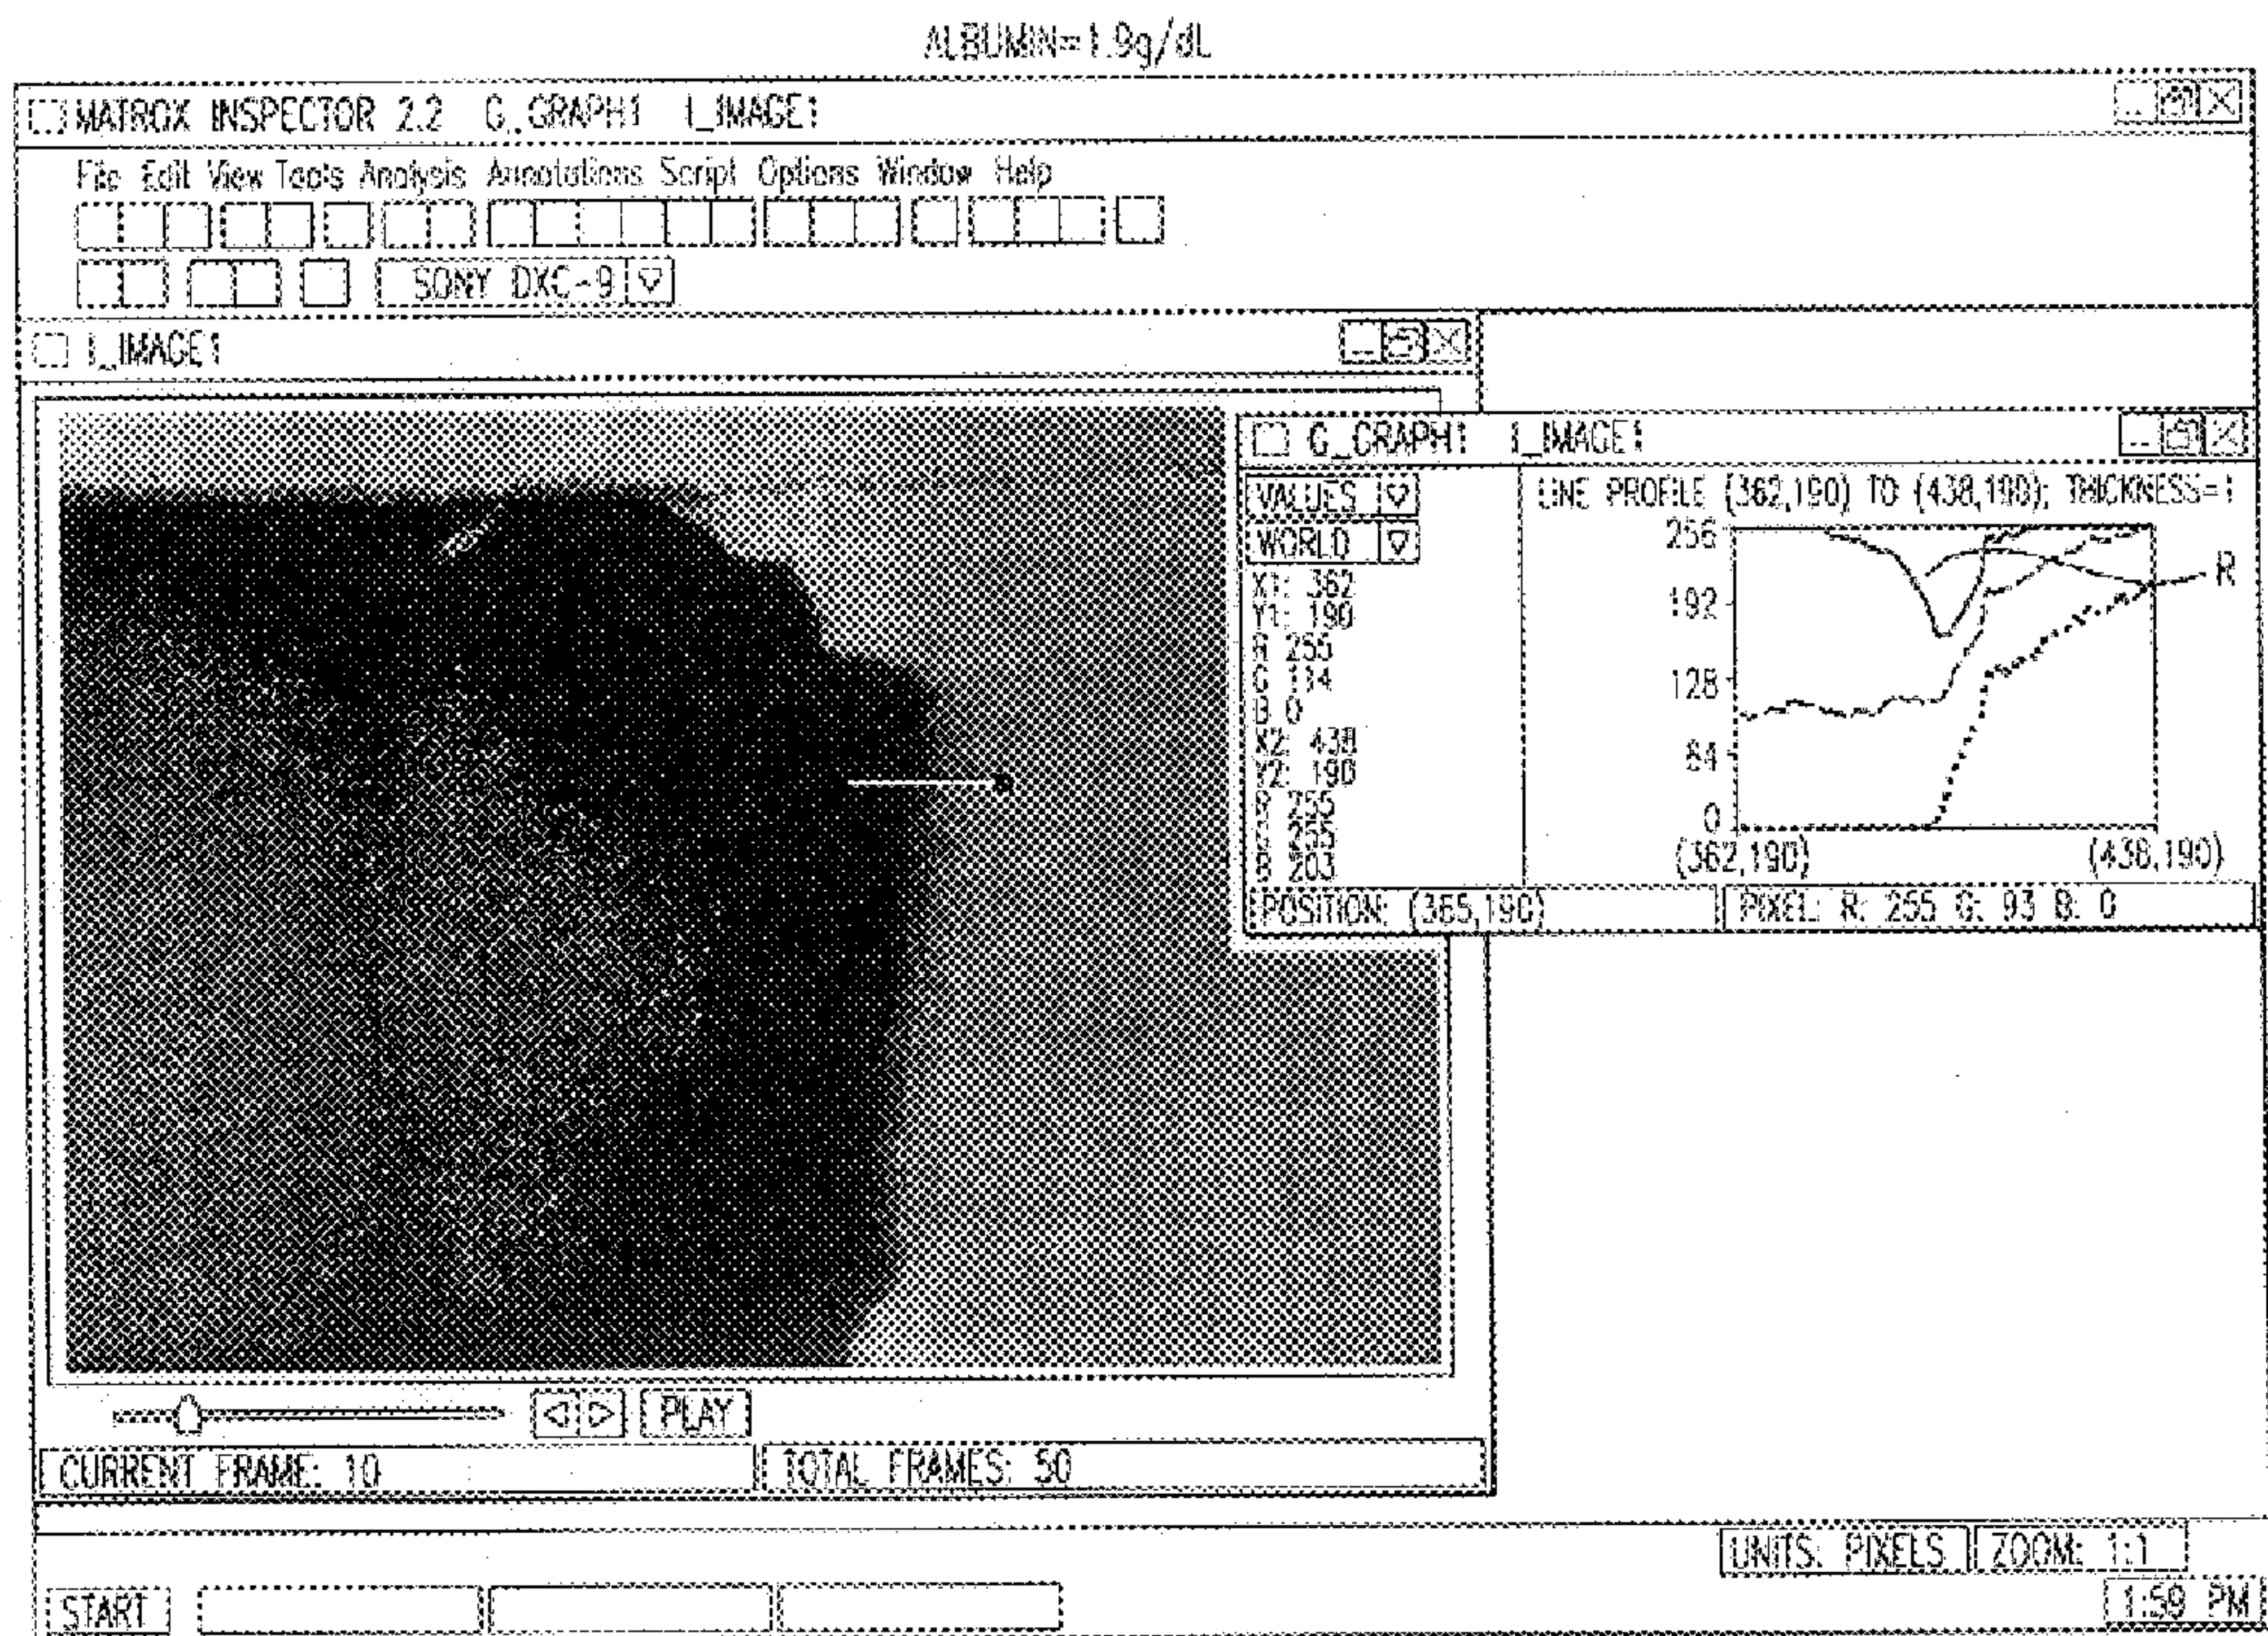 ALBUMIN=1.9g/dL
MATROX INSPECTOR 2.2 G_GRAPH1 I_IMAGE1
File Edit View Tools Analysis Annotations Script Options Window Help
SONY DXC-9
I_IMAGE1
G_GRAPH1 I_IMAGE1
VALUES
WORLD
X1: 362
Y1: 190
R 255
G 114
B 0
X2: 438
Y2: 190
R 255
G 255
B 203
LINE PROFILE (362,190) TO (438,190); THICKNESS=1
256
192
128
64
0
R
(362,190) (438,190)
POSITION: (365,190) PIXEL: R: 255 G: 93 B: 0
PLAY
CURRENT FRAME: 10 TOTAL FRAMES: 50
UNITS: PIXELS ZOOM: 1:1
START 1:59 PM